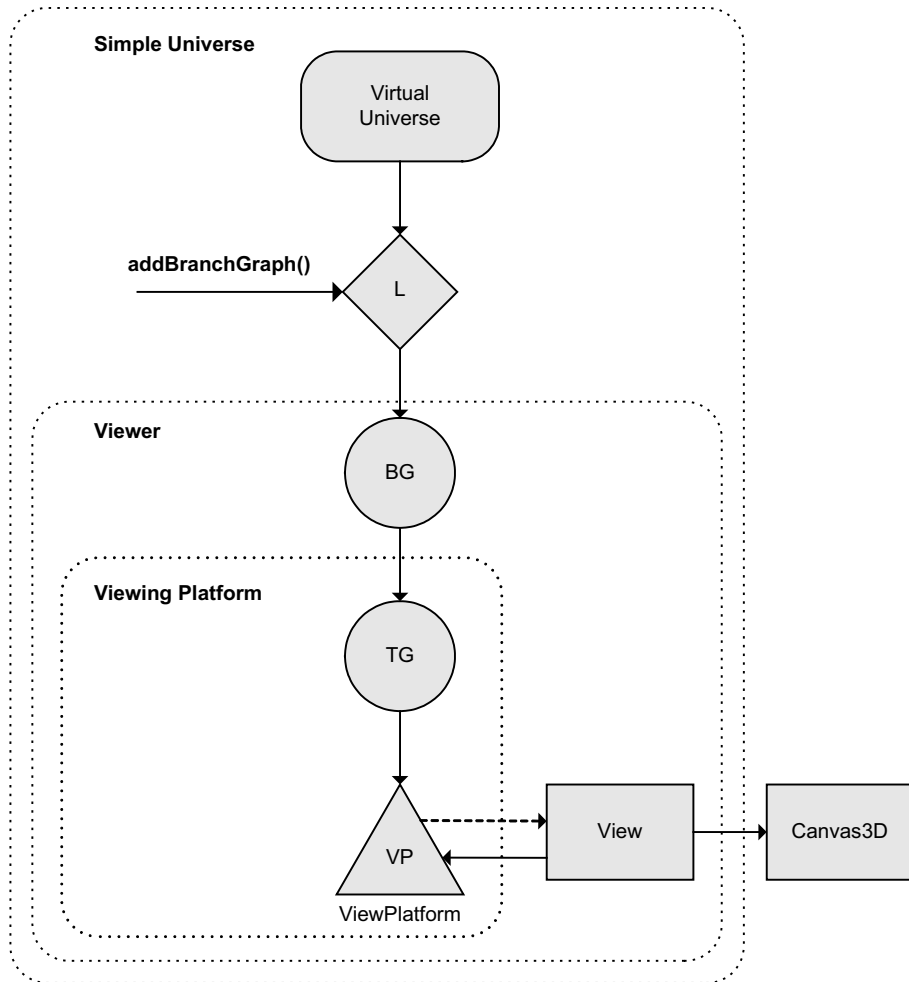 Simple Universe
Virtual
Universe
addBranchGraph()
L
Viewer
BG
Viewing Platform
TG
VP
View
Canvas3D
ViewPlatform